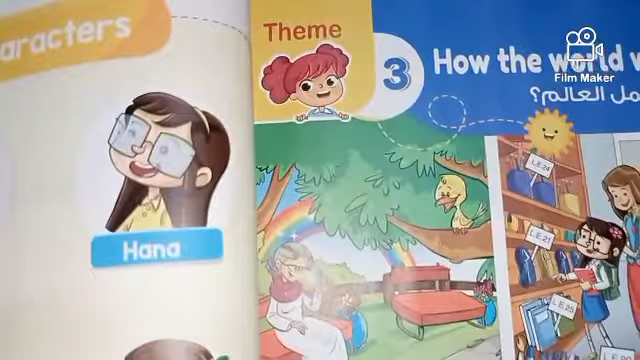 aracters
Hana
Theme
3
How the world w
مل العالم؟
Film Maker
L.E.24
L.E.21
L.E.25